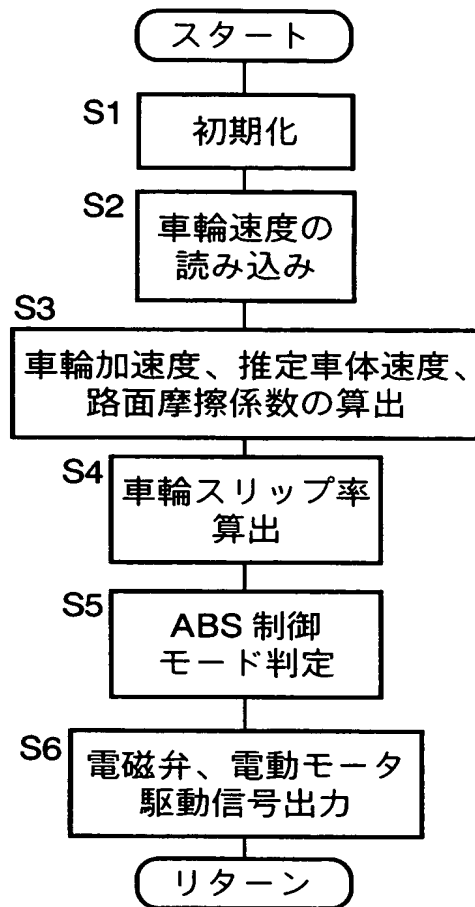 スタート
S1
初期化
S2
車輪速度の
読み込み
S3
車輪加速度、推定車体速度、
路面摩擦係数の算出
S4
車輪スリップ率
算出
S5
ABS 制御
モード判定
S6
電磁弁、電動モータ
駆動信号出力
リターン